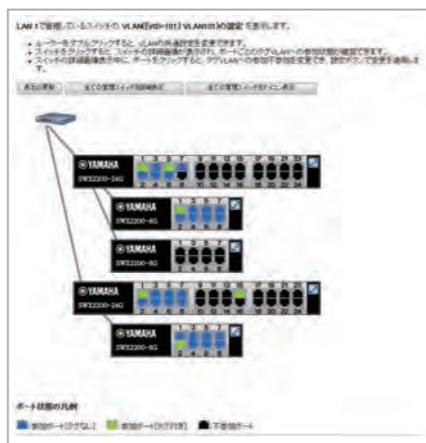 LAN 1で管理しているスイッチの VLAN([VID=101] VLAN101)の設定 を表示します。
ルーターをダブルクリックすると、VLANの共通設定を変更できます。
スイッチをクリックすると、スイッチの詳細画像が表示され、ポートごとのタグVLANへの参加状態が確認できます。
スイッチの詳細画像表示中に、ポートをクリックすると、タグVLANへの参加不参加を変更でき、設定ボタンで変更を適用します。
表示の更新 全ての管理スイッチを詳細表示 全ての管理スイッチをアイコン表示
YAMAHA
SWX2200-24G
YAMAHA
SWX2200-8G
YAMAHA
SWX2200-8G
YAMAHA
SWX2200-24G
YAMAHA
SWX2200-8G
ポート状態の凡例
参加ポート[タグなし] 参加ポート[タグ付き] 不参加ポート